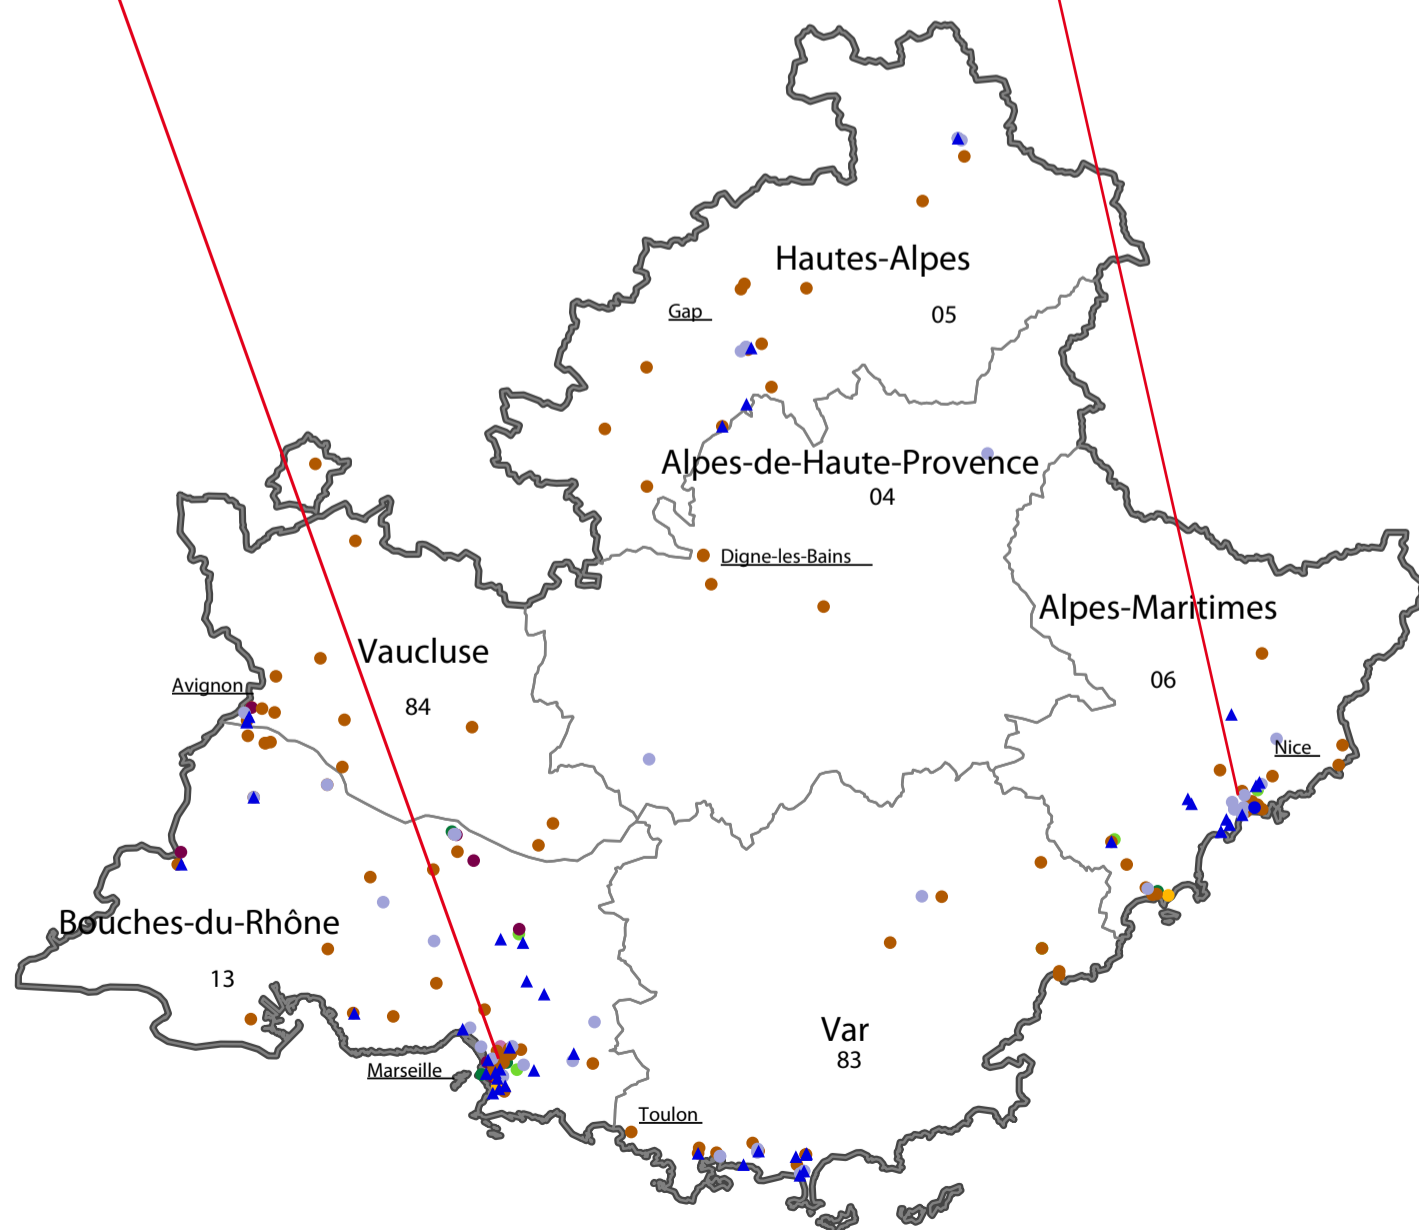 Hautes-Alpes
Gap
05
Alpes-de-Haute-Provence
04
Digne-les-Bains
Alpes-Maritimes
Vaucluse
06
Avignon
84
Nice
Bouches-du-Rhône
13
Var
83
Marseille
Toulon